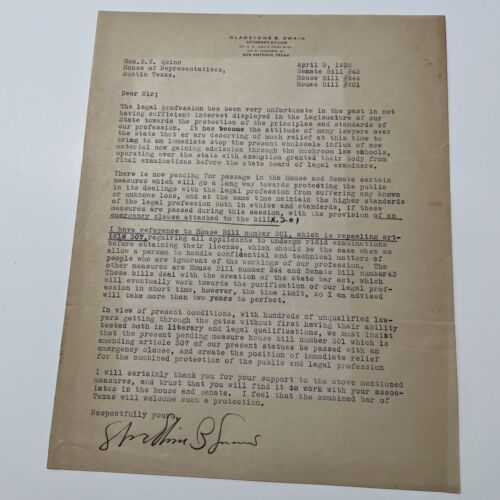 GLADSTONE B. SWAIN
ATTORNEY-AT-LAW
SAN ANTONIO, TEXAS
Hon.B.T. Quinn
House of Representatives,
Austin Texas.
April 5, 1935
Senate Bill #43
House Bill #244
House Bill #201
Dear Sir;
The legal profession has been very unfortunate in the past in not
having sufficient interest displayed in the Legislature of our
State towards the protection of the principles and standards of
our profession. It has become the attitude of many lawyers over
the state that er are deserving of much relief at this time to
bring to am immediate stop the present wholesale influx of new
material now gaining admission through the mushroom law schools,
operating over the state with exemption granted their body from
final examinations before the state board of legal examiners.
There is now pending for passage in the House and Senate certain
measures which will go a long way towards protecting the public
in its dealings with the legal profession from suffering any known
or unknown loss, and at the same time maintain the higher standards
of the legal profession both in ethics and standards, if these
measures are passed during this session, with the provision of an
emergency clause attached to the bill 201
I have reference to House Bill number 201, which is repealing art-
icle 307, requiring all applicants to undergo ridid examinations
before obtaining their license, which should be the case when we
allow a person to handle confidential and technical matters of
people who are ignorant of the workings of our profession. The
other measures are House Bill number 244 and Senate Bill number43
These bills deal with the creation of the state bar act, which
will eventually work towards the purification of our legal prof-
ession in short time, however, the time limit, so I am advised
will take more than two years to perfect.
In view of present conditions, with hundreds of unqualified law-
yers getting through the gates without firea having their ability
tested both in literary and legal qualifications, we must insist
that the present pending measure house bill number 201 which is
amending article 307 of our present statues be passed with an
emergency clause, and create the position of immediate relief
for the combined protection of the public and legal profession
I will certainly thank you for your support to the above mentioned
measures, and trust that you will find it to work with your assoc-
iates in the house and senate. I feel that the combined bar of
Texas will welcome such a protection.
Respectfully yours